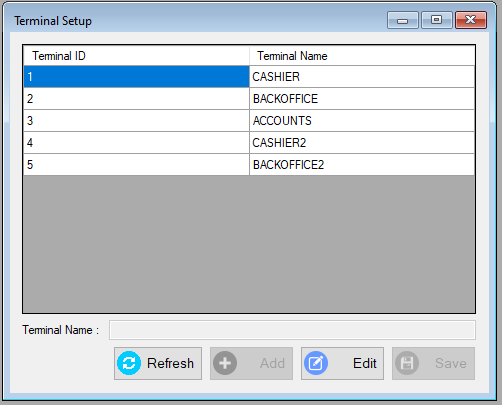 Terminal Setup
Terminal ID Terminal Name
1 CASHIER
2 BACKOFFICE
3 ACCOUNTS
4 CASHIER2
5 BACKOFFICE2
Terminal Name :
Refresh Add Edit Save